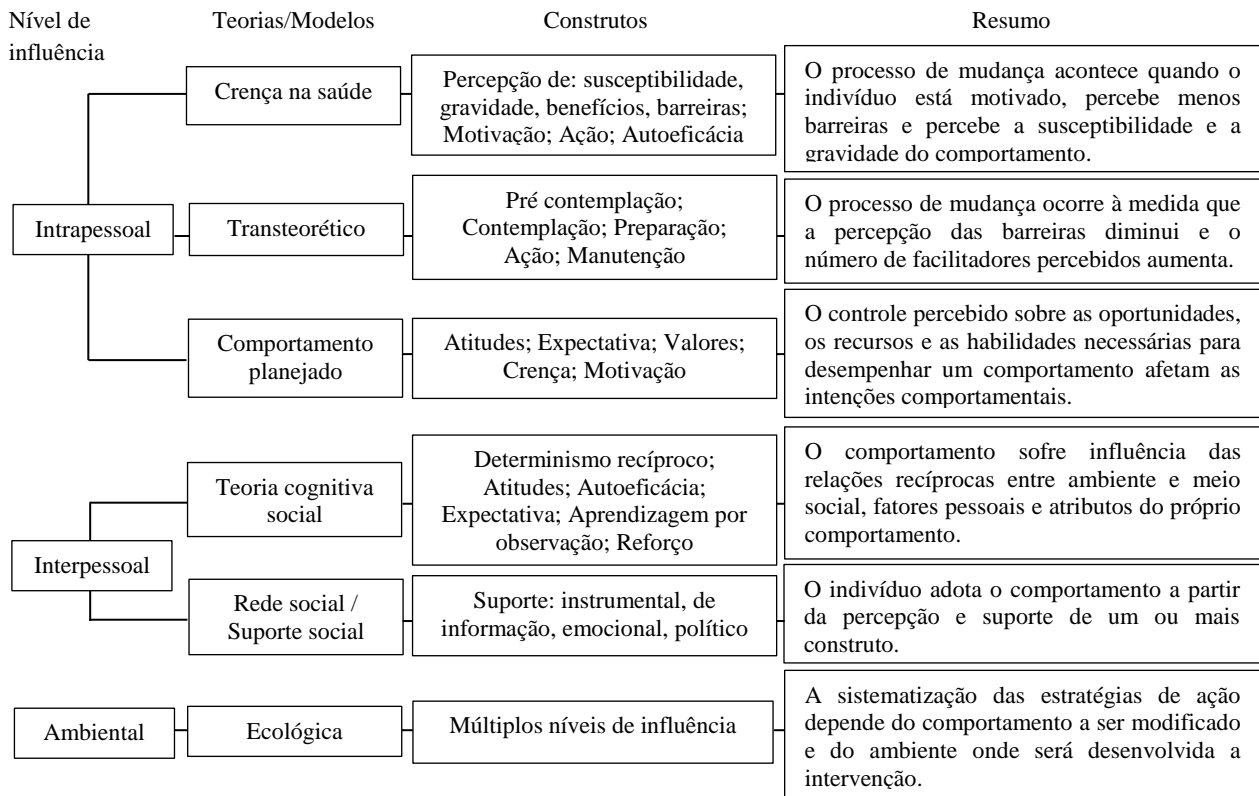 Nível de
influência
Teorias/Modelos
Construtos
Resumo
Intrapessoal
Crença na saúde
Percepção de: susceptibilidade,
gravidade, benefícios, barreiras;
Motivação; Ação; Autoeficácia
O processo de mudança acontece quando o
indivíduo está motivado, percebe menos
barreiras e percebe a susceptibilidade e a
gravidade do comportamento.
Transteorético
Pré contemplação;
Contemplação; Preparação;
Ação; Manutenção
O processo de mudança ocorre à medida que
a percepção das barreiras diminui e o
número de facilitadores percebidos aumenta.
Comportamento
planejado
Atitudes; Expectativa; Valores;
Crença; Motivação
O controle percebido sobre as oportunidades,
os recursos e as habilidades necessárias para
desempenhar um comportamento afetam as
intenções comportamentais.
Interpessoal
Teoria cognitiva
social
Determinismo recíproco;
Atitudes; Autoeficácia;
Expectativa; Aprendizagem por
observação; Reforço
O comportamento sofre influência das
relações recíprocas entre ambiente e meio
social, fatores pessoais e atributos do próprio
comportamento.
Rede social /
Suporte social
Suporte: instrumental, de
informação, emocional, político
O indivíduo adota o comportamento a partir
da percepção e suporte de um ou mais
construto.
Ambiental
Ecológica
Múltiplos níveis de influência
A sistematização das estratégias de ação
depende do comportamento a ser modificado
e do ambiente onde será desenvolvida a
intervenção.